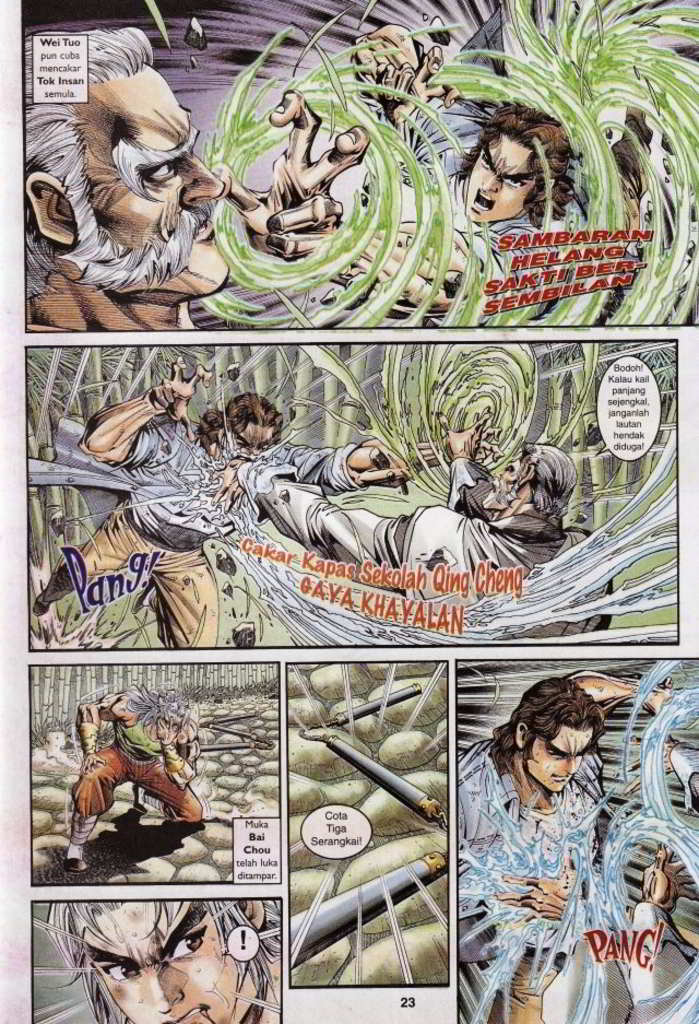 Wei Tuo
pun cuba
mencakar
Tok Insan
semula.
SAMBARAN
HELANG
SAKTI BER-
SEMBILAN
Bodoh!
Kalau kail
panjang
sejengkal,
janganlah
lautan
hendak
diduga!
Pang!
Cakar Kapas Sekolah Qing Cheng
GAYA KHAYALAN
Muka
Bai
Chou
telah luka
ditampar.
Cota
Tiga
Serangkai!
PANG!
!
23